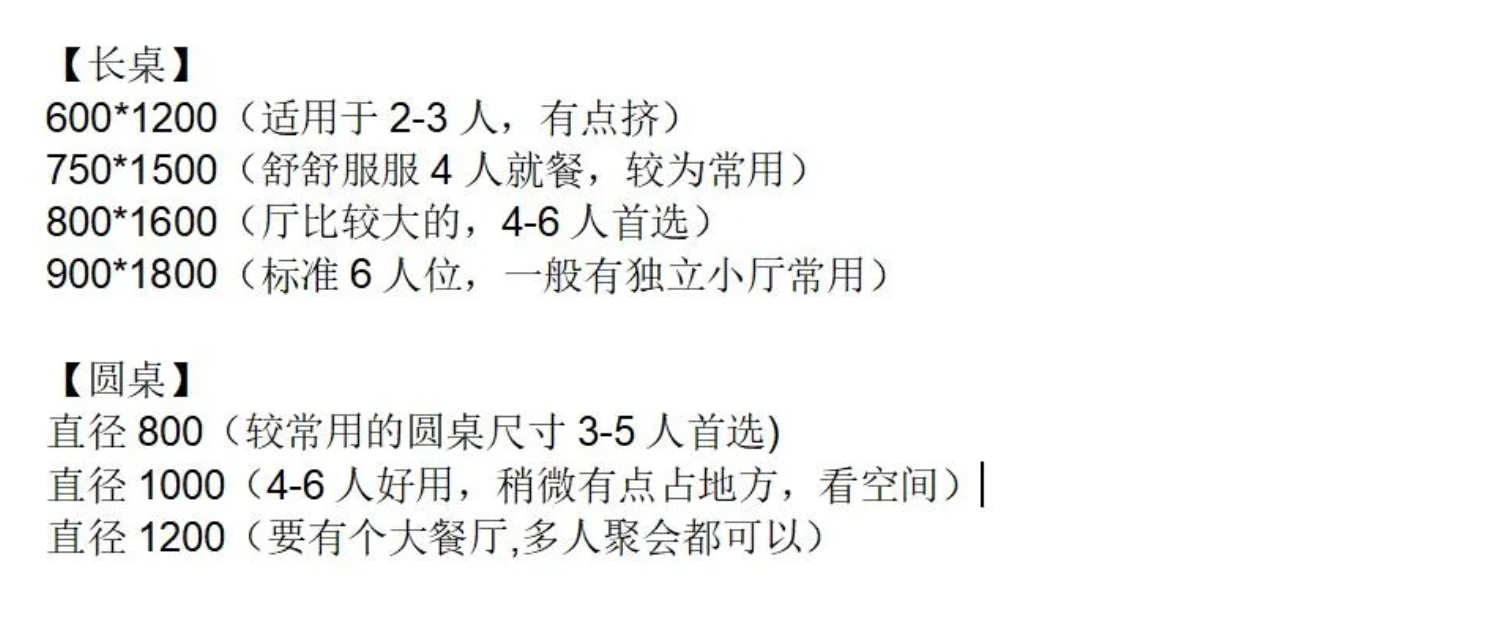 【长桌】
600*1200（适用于 2-3 人，有点挤）
750*1500（舒舒服服 4 人就餐，较为常用）
800*1600（厅比较大的，4-6 人首选）
900*1800（标准 6 人位，一般有独立小厅常用）
【圆桌】
直径 800（较常用的圆桌尺寸 3-5 人首选)
直径 1000（4-6 人好用，稍微有点占地方，看空间）
直径 1200（要有个大餐厅,多人聚会都可以）